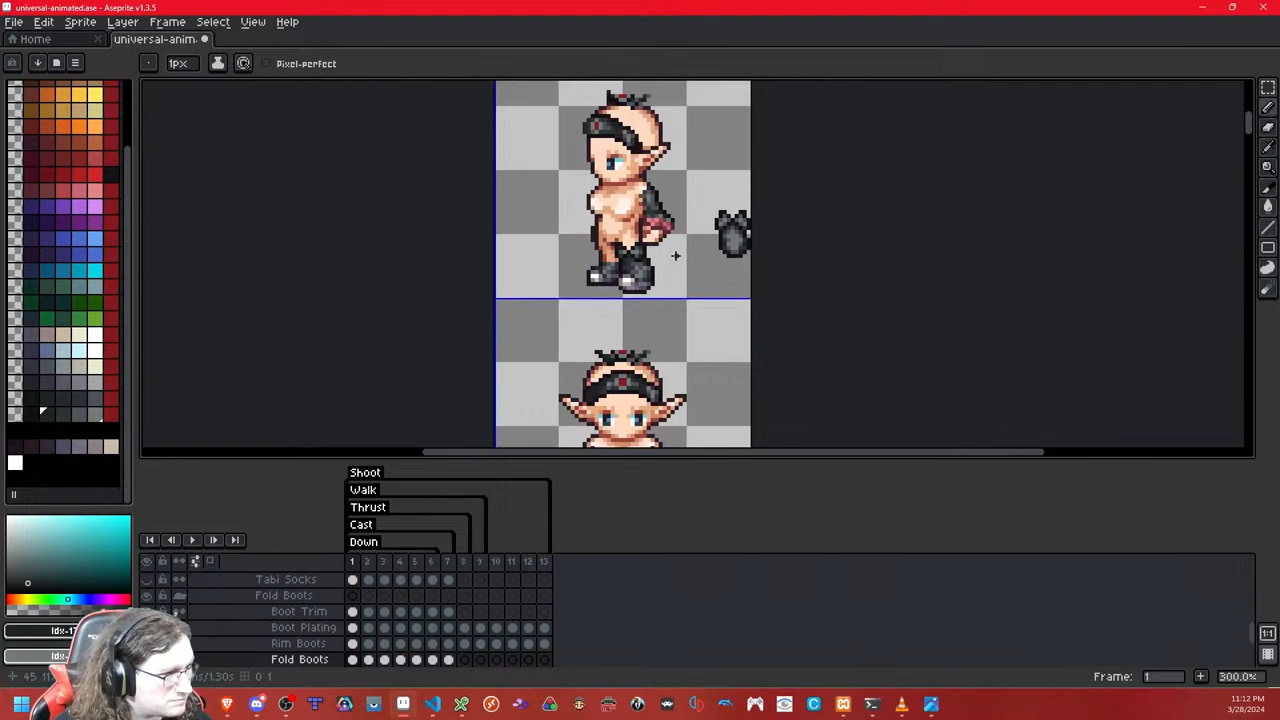 universal-animated.ase - Aseprite v1.3.5
File Edit Sprite Layer Frame Select View Help
Home universal-anim.
1px Pixel-perfect
Shoot
Walk
Thrust
Cast
Down
1 2 3 4 5 6 7 8 9 10 11 12 13
Tabi Socks
Fold Boots
Boot Trim
Boot Plating
Rim Boots
Fold Boots
1:1
Frame: 1 + 300.0%
11:12 PM
3/28/2024